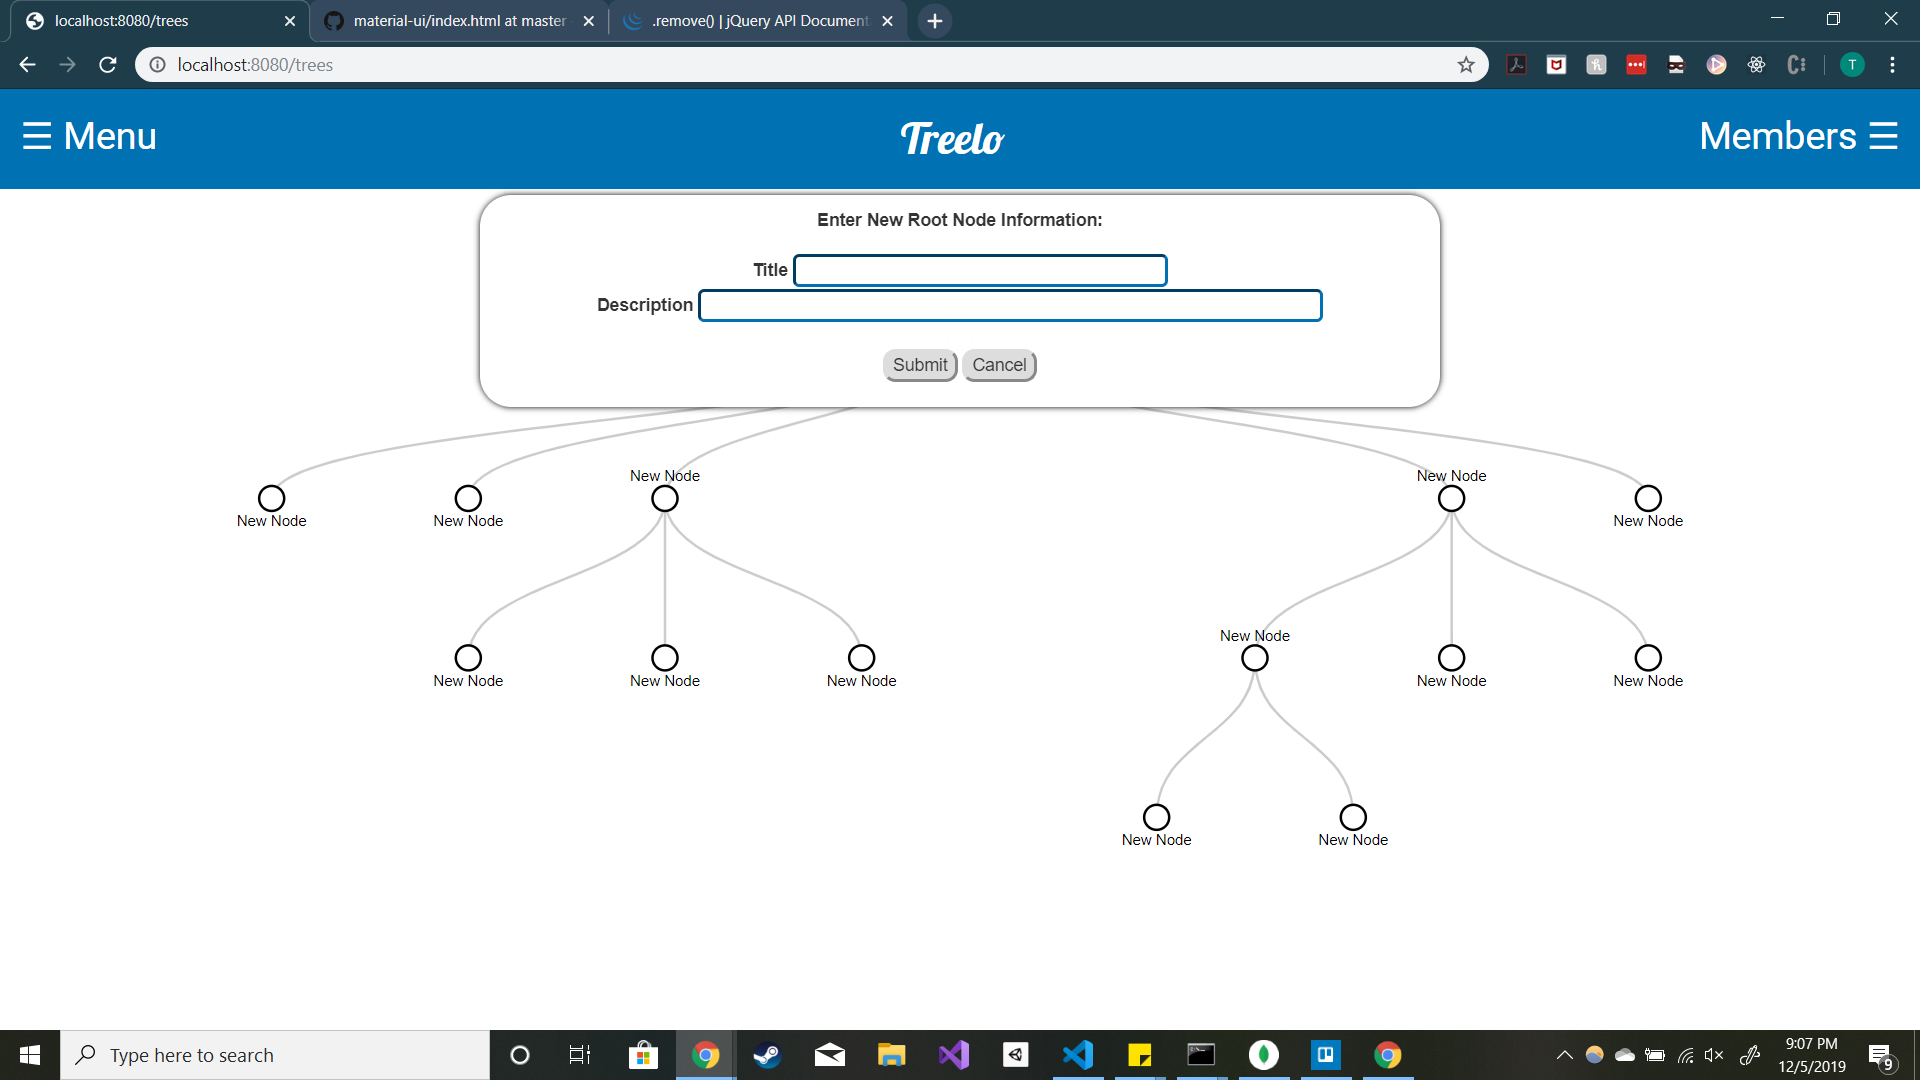 localhost:8080/trees
material-ui/index.html at master
.remove() | jQuery API Document
localhost:8080/trees
T
☰ Menu
Treelo
Members ☰
Enter New Root Node Information:
Title
Description
Submit
Cancel
New Node
New Node
New Node
New Node
New Node
New Node
New Node
New Node
New Node
New Node
New Node
New Node
New Node
Type here to search
9:07 PM
12/5/2019
9